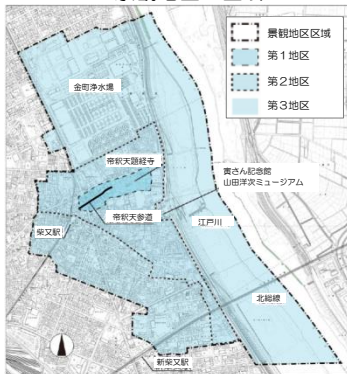 景観地区区域
第1地区
第2地区
第3地区
金町浄水場
帝釈天題経寺
寅さん記念館
山田洋次ミュージアム
帝釈天参道
江戸川
柴又駅
北総線
新柴又駅